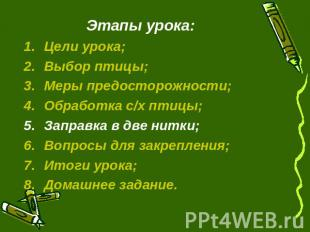 Этапы урока:
1. Цели урока;
2. Выбор птицы;
3. Меры предосторожности;
4. Обработка с/х птицы;
5. Заправка в две нитки;
6. Вопросы для закрепления;
7. Итоги урока;
8. Домашнее задание.
PPt4WEB.ru